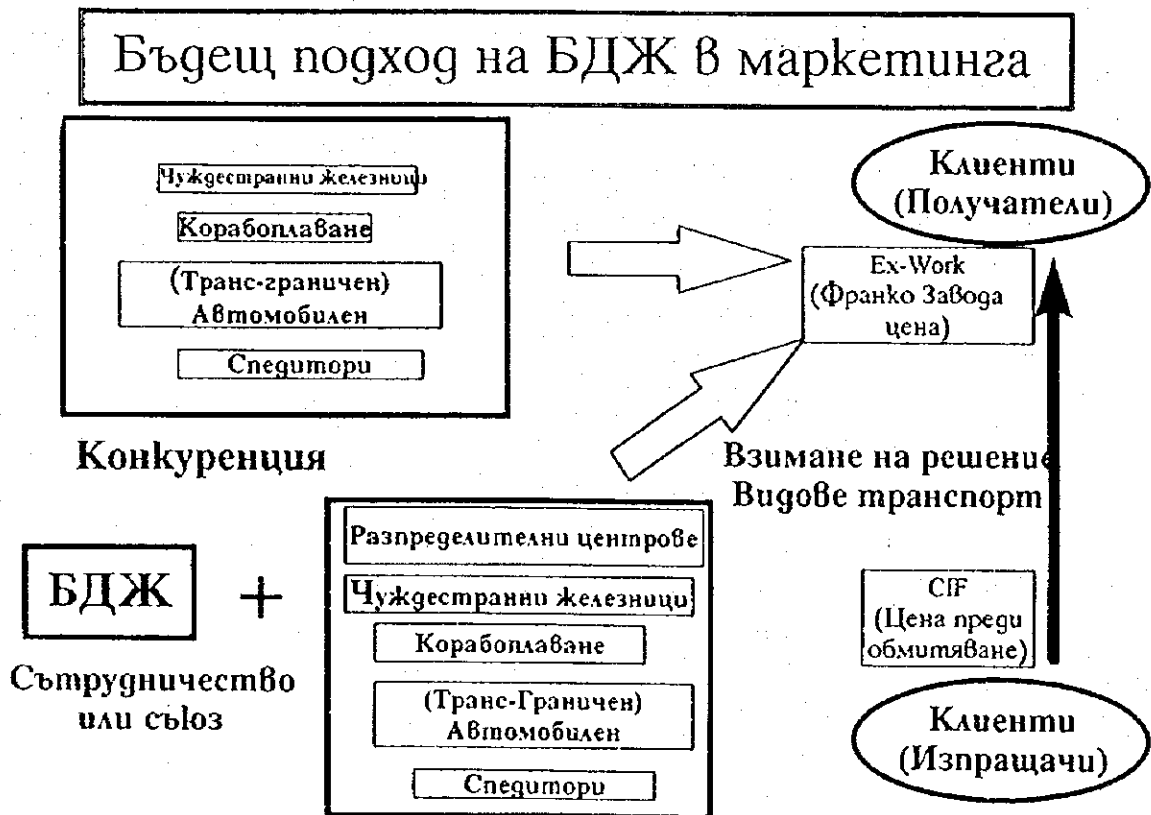 Бъдещ подход на БДЖ в маркетинга
Чуждестранни железници
Корабоплаване
(Транс-граничен)
Автомобилен
Спедитори
Конкуренция
Клиенти
(Получатели)
Ex-Work
(Франко Завода
цена)
Взимане на решение
Видове транспорт
БДЖ
+
Сътрудничество
или съюз
Разпределителни центрове
Чуждестранни железници
Корабоплаване
(Транс-Граничен)
Автомобилен
Спедитори
CIF
(Цена преди
обмитяване)
Клиенти
(Изпращачи)